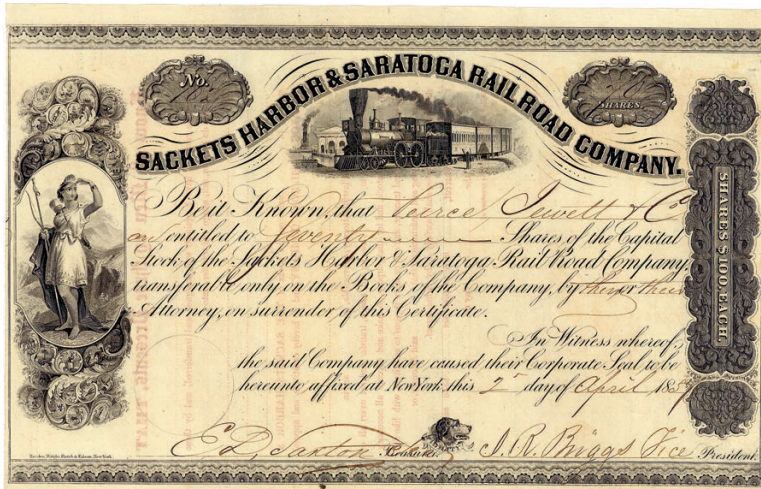 No.
SHARES.
SACKETS HARBOR & SARATOGA RAIL ROAD COMPANY.
Be it Known, that Peirce, Jewett & Co
are entitled to Seventy Shares of the Capital
Stock of the Sackets Harbor & Saratoga Rail Road Company,
transferable only on the Books of the Company, by them or their
Attorney, on surrender of this Certificate.
In Witness whereof,
the said Company have caused their Corporate Seal to be
hereunto affixed at New York this 2 day of April
Treasurer. J. R. Briggs Vice President.
SHARES $100 EACH.